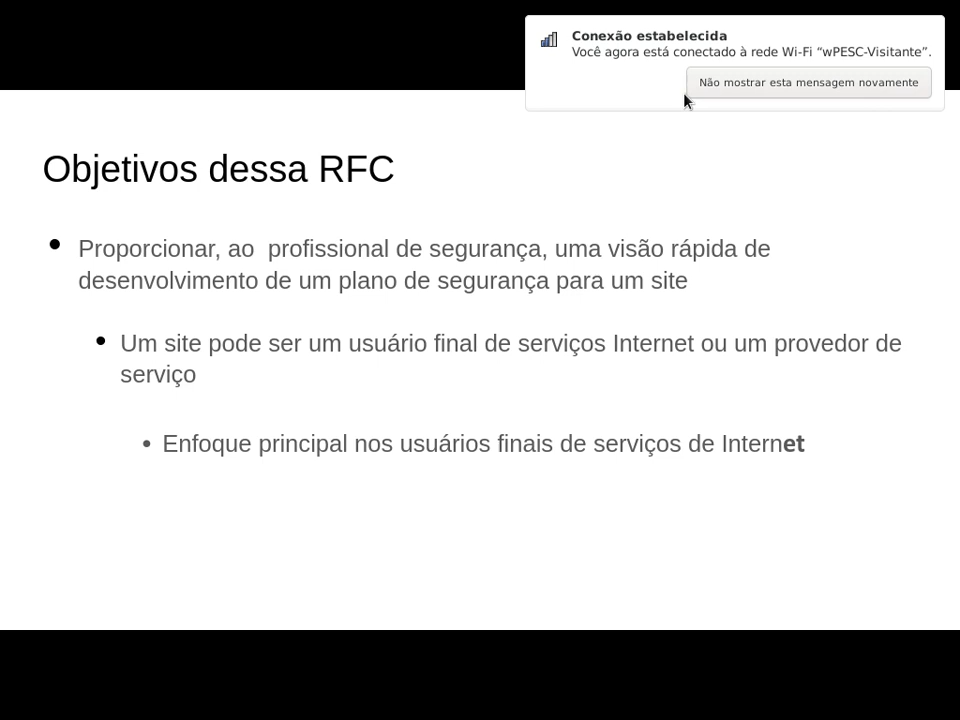 Conexão estabelecida
Você agora está conectado à rede Wi-Fi “wPESC-Visitante”.
Não mostrar esta mensagem novamente
Objetivos dessa RFC
• Proporcionar, ao  profissional de segurança, uma visão rápida de
desenvolvimento de um plano de segurança para um site
• Um site pode ser um usuário final de serviços Internet ou um provedor de
serviço
• Enfoque principal nos usuários finais de serviços de Internet